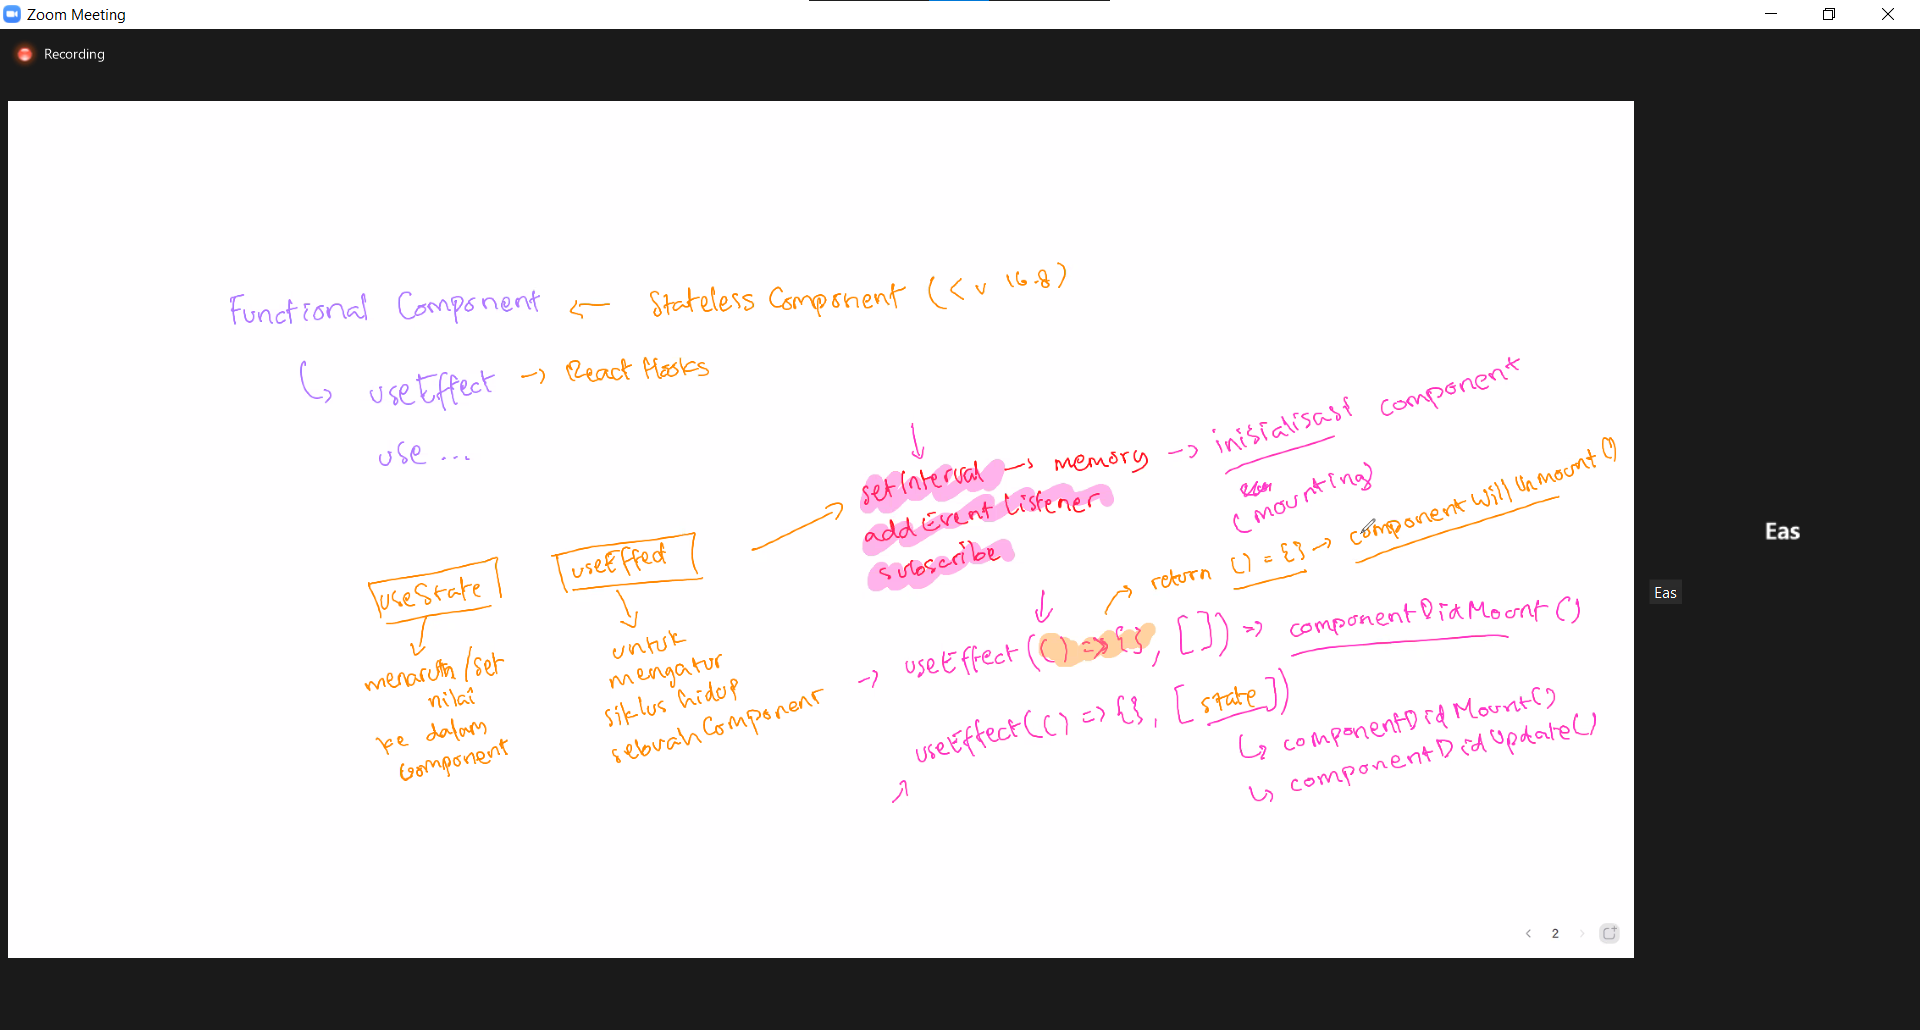 Zoom Meeting
Recording
Functional Component ← Stateless Component (< v 16.8)
↳ useEffect → React Hooks
use ...
setInterval → memory → inisialisasi component
(mounting)
addEventListener
subscribe
useState
menaruh / set
nilai
ke dalam
component
useEffect
untuk
mengatur
siklus hidup
sebuah Component
→ return () = {} → componentWillUnmount()
→ useEffect(() => {}, []) => componentDidMount()
useEffect(() => {}, [state])
↳ componentDidMount()
↳ componentDidUpdate()
Eas
Eas
2